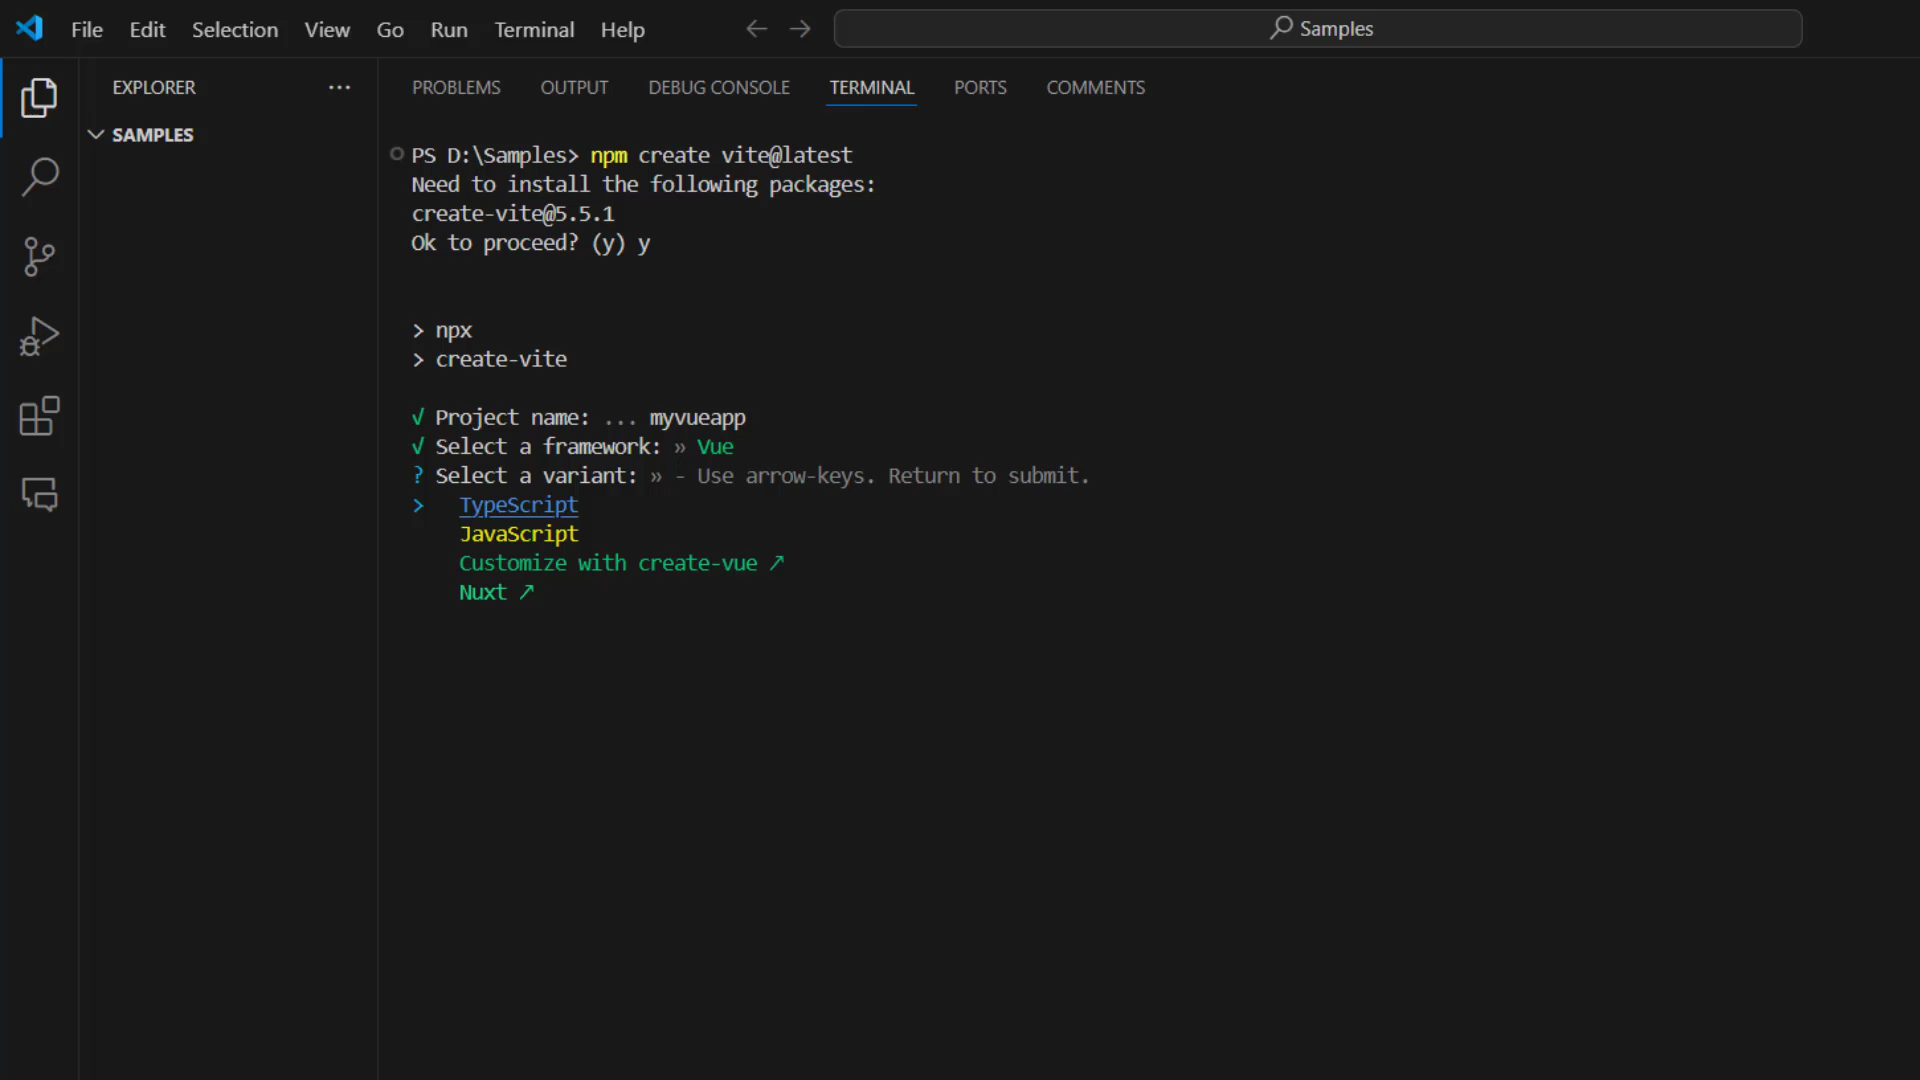 File Edit Selection View Go Run Terminal Help
Samples
EXPLORER
SAMPLES
PROBLEMS OUTPUT DEBUG CONSOLE TERMINAL PORTS COMMENTS
PS D:\Samples> npm create vite@latest
Need to install the following packages:
create-vite@5.5.1
Ok to proceed? (y) y
> npx
> create-vite
√ Project name: ... myvueapp
√ Select a framework: » Vue
? Select a variant: » - Use arrow-keys. Return to submit.
> TypeScript
JavaScript
Customize with create-vue ↗
Nuxt ↗